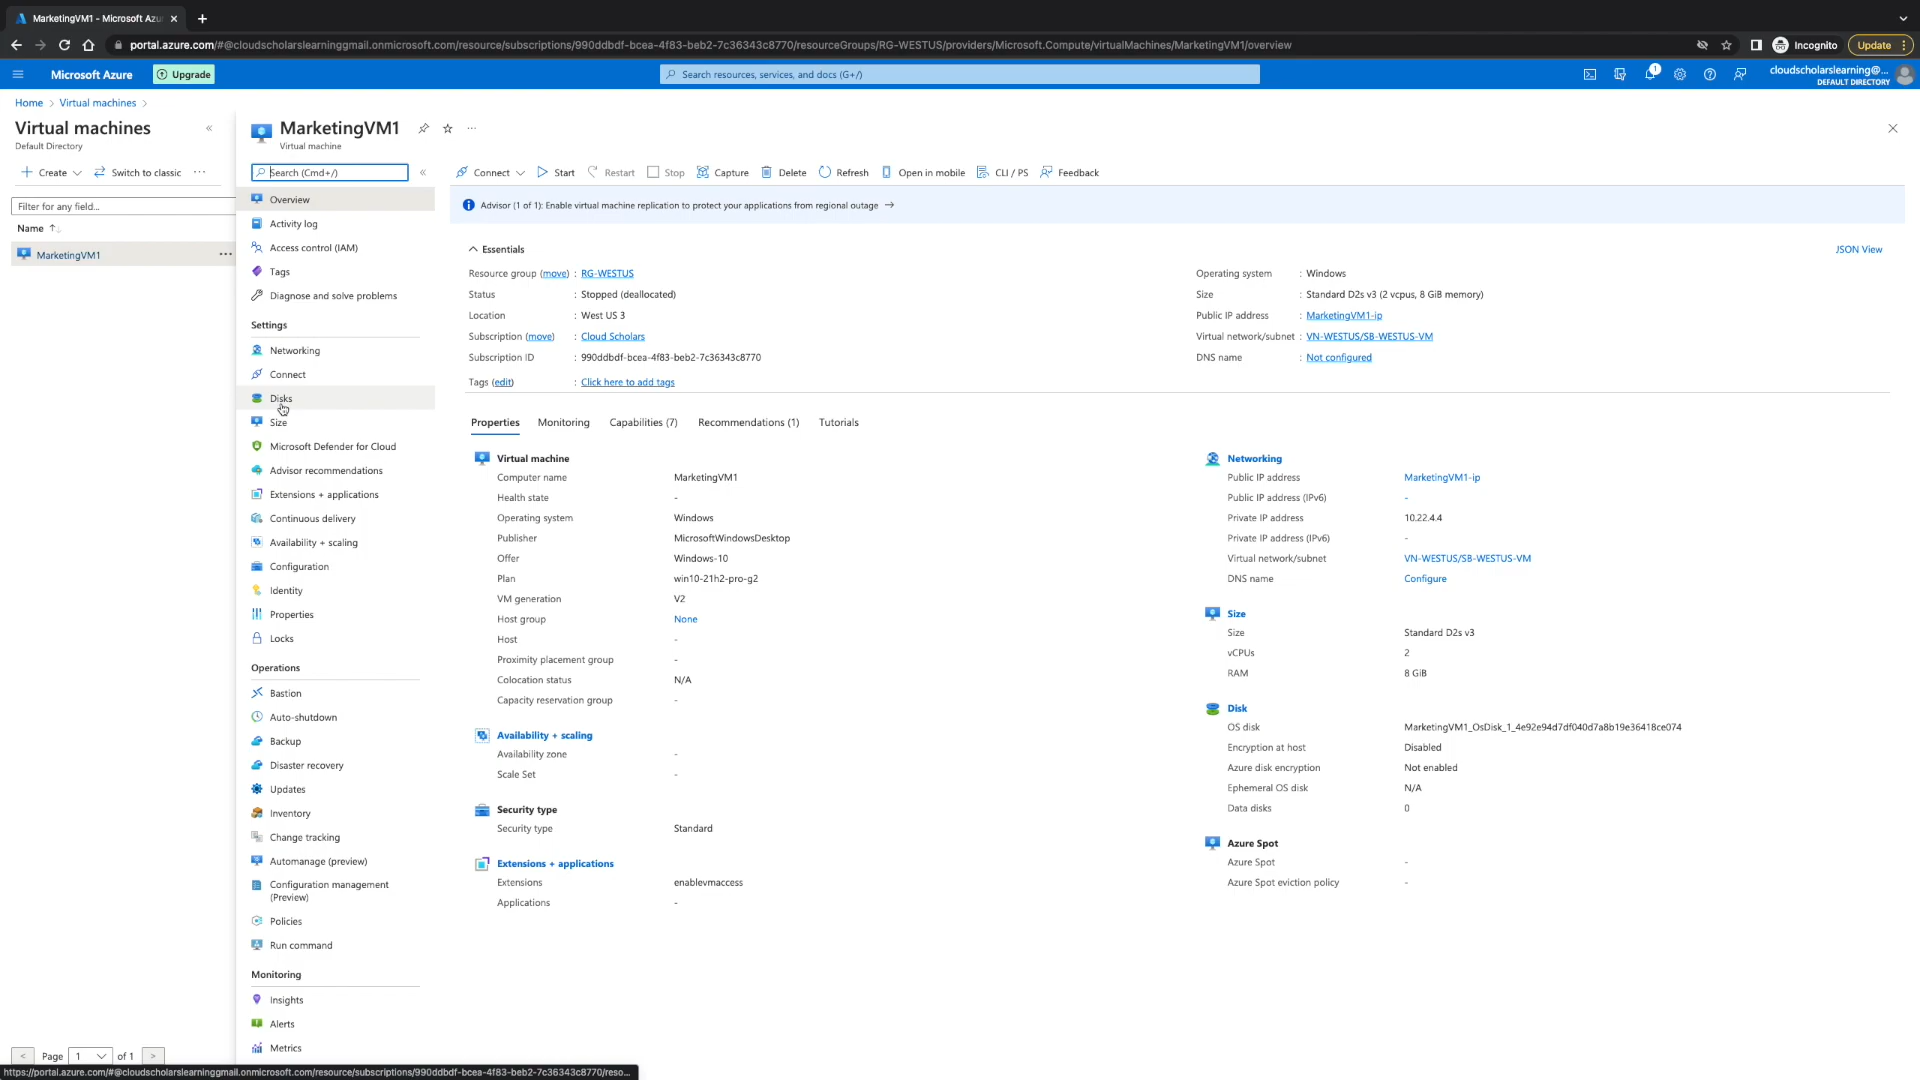 MarketingVM1 - Microsoft Azu
portal.azure.com/#@cloudscholarslearninggmail.onmicrosoft.com/resource/subscriptions/990ddbdf-bcea-4f83-beb2-7c36343c8770/resourceGroups/RG-WESTUS/providers/Microsoft.Compute/virtualMachines/MarketingVM1/overview
Incognito
Update
Microsoft Azure
Upgrade
Search resources, services, and docs (G+/)
1
cloudscholarslearning@...
DEFAULT DIRECTORY
Home > Virtual machines >
Virtual machines
Default Directory
Create
Switch to classic
...
Filter for any field...
Name
MarketingVM1
...
Page 1 of 1
MarketingVM1
...
Virtual machine
Search (Cmd+/)
Overview
Activity log
Access control (IAM)
Tags
Diagnose and solve problems
Settings
Networking
Connect
Disks
Size
Microsoft Defender for Cloud
Advisor recommendations
Extensions + applications
Continuous delivery
Availability + scaling
Configuration
Identity
Properties
Locks
Operations
Bastion
Auto-shutdown
Backup
Disaster recovery
Updates
Inventory
Change tracking
Automanage (preview)
Configuration management
(Preview)
Policies
Run command
Monitoring
Insights
Alerts
Metrics
Connect
Start
Restart
Stop
Capture
Delete
Refresh
Open in mobile
CLI / PS
Feedback
Advisor (1 of 1): Enable virtual machine replication to protect your applications from regional outage →
Essentials
JSON View
Resource group (move) : RG-WESTUS
Status : Stopped (deallocated)
Location : West US 3
Subscription (move) : Cloud Scholars
Subscription ID : 990ddbdf-bcea-4f83-beb2-7c36343c8770
Tags (edit) : Click here to add tags
Operating system : Windows
Size : Standard D2s v3 (2 vcpus, 8 GiB memory)
Public IP address : MarketingVM1-ip
Virtual network/subnet : VN-WESTUS/SB-WESTUS-VM
DNS name : Not configured
Properties
Monitoring
Capabilities (7)
Recommendations (1)
Tutorials
Virtual machine
Computer name MarketingVM1
Health state -
Operating system Windows
Publisher MicrosoftWindowsDesktop
Offer Windows-10
Plan win10-21h2-pro-g2
VM generation V2
Host group None
Host -
Proximity placement group -
Colocation status N/A
Capacity reservation group -
Availability + scaling
Availability zone -
Scale Set -
Security type
Security type Standard
Extensions + applications
Extensions enablevmaccess
Applications -
Networking
Public IP address MarketingVM1-ip
Public IP address (IPv6) -
Private IP address 10.22.4.4
Private IP address (IPv6) -
Virtual network/subnet VN-WESTUS/SB-WESTUS-VM
DNS name Configure
Size
Size Standard D2s v3
vCPUs 2
RAM 8 GiB
Disk
OS disk MarketingVM1_OsDisk_1_4e92e94d7df040d7a8b19e36418ce074
Encryption at host Disabled
Azure disk encryption Not enabled
Ephemeral OS disk N/A
Data disks 0
Azure Spot
Azure Spot -
Azure Spot eviction policy -
https://portal.azure.com/#@cloudscholarslearninggmail.onmicrosoft.com/resource/subscriptions/990ddbdf-bcea-4f83-beb2-7c36343c8770/reso...